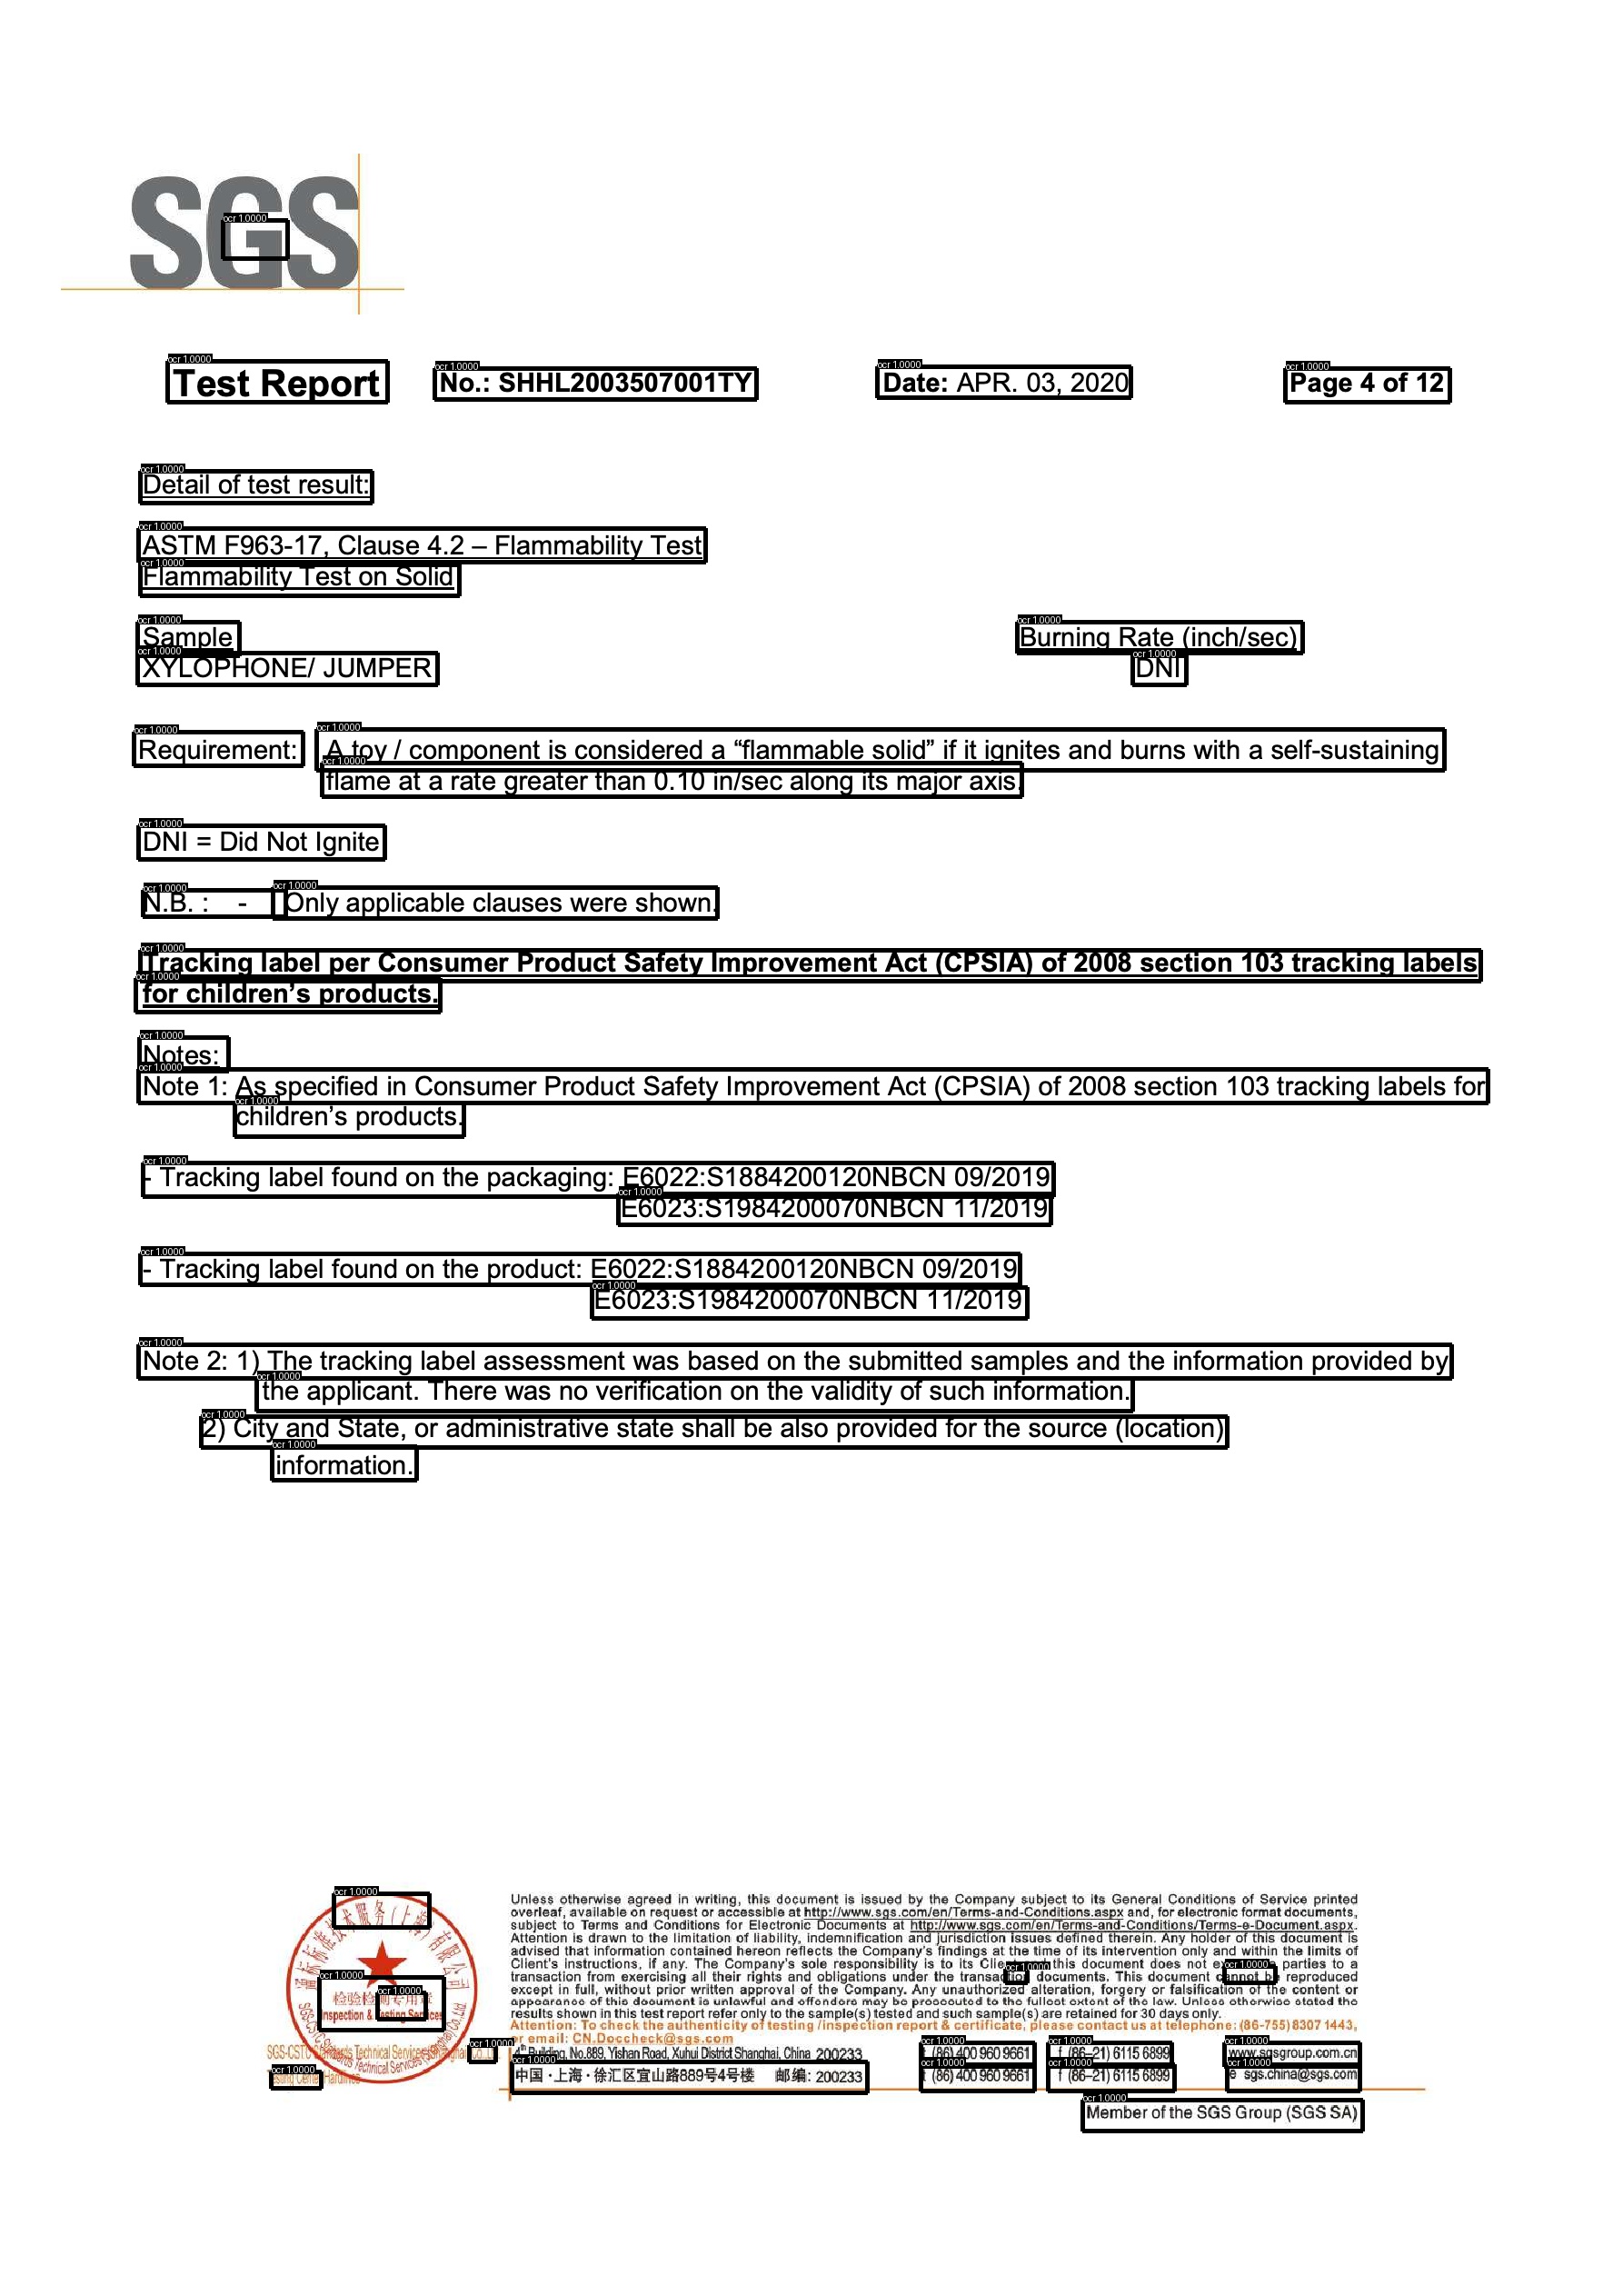 SGS
Test Report No.: SHHL2003507001TY Date: APR. 03, 2020 Page 4 of 12
Detail of test result:
ASTM F963-17, Clause 4.2 – Flammability Test
Flammability Test on Solid
Sample Burning Rate (inch/sec)
XYLOPHONE/ JUMPER DNI
Requirement: A toy / component is considered a “flammable solid” if it ignites and burns with a self-sustaining
flame at a rate greater than 0.10 in/sec along its major axis.
DNI = Did Not Ignite
N.B. : - Only applicable clauses were shown.
Tracking label per Consumer Product Safety Improvement Act (CPSIA) of 2008 section 103 tracking labels
for children’s products.
Notes:
Note 1: As specified in Consumer Product Safety Improvement Act (CPSIA) of 2008 section 103 tracking labels for
children’s products.
- Tracking label found on the packaging: E6022:S1884200120NBCN 09/2019
E6023:S1984200070NBCN 11/2019
- Tracking label found on the product: E6022:S1884200120NBCN 09/2019
E6023:S1984200070NBCN 11/2019
Note 2: 1) The tracking label assessment was based on the submitted samples and the information provided by
the applicant. There was no verification on the validity of such information.
2) City and State, or administrative state shall be also provided for the source (location)
information.
Unless otherwise agreed in writing, this document is issued by the Company subject to its General Conditions of Service printed
overleaf, available on request or accessible at http://www.sgs.com/en/Terms-and-Conditions.aspx and, for electronic format documents,
subject to Terms and Conditions for Electronic Documents at http://www.sgs.com/en/Terms-and-Conditions/Terms-e-Document.aspx.
Attention is drawn to the limitation of liability, indemnification and jurisdiction issues defined therein. Any holder of this document is
advised that information contained hereon reflects the Company's findings at the time of its intervention only and within the limits of
Client's instructions, if any. The Company's sole responsibility is to its this document does not parties to a
transaction from exercising all their rights and obligations under the documents. This document reproduced
except in full, without prior written approval of the Company. Any unauthorized alteration, forgery or falsification of the content or
appearance of this document is unlawful and offenders may be prosecuted to the fullest extent of the law. Unless otherwise stated the
results shown in this test report refer only to the sample(s) tested and such sample(s) are retained for 30 days only.
Attention: To check the authenticity of testing /inspection report & certificate, please contact us at telephone: (86-755) 8307 1443,
or email: CN.Doccheck@sgs.com
Inspection & Testing Services
4th Building, No.889, Yishan Road, Xuhui District Shanghai, China 200233 t (86) 400 960 9661 f (86–21) 6115 6899 www.sgsgroup.com.cn
中国·上海·徐汇区宜山路889号4号楼 邮编: 200233 t (86) 400 960 9661 f (86–21) 6115 6899 e sgs.china@sgs.com
Member of the SGS Group (SGS SA)